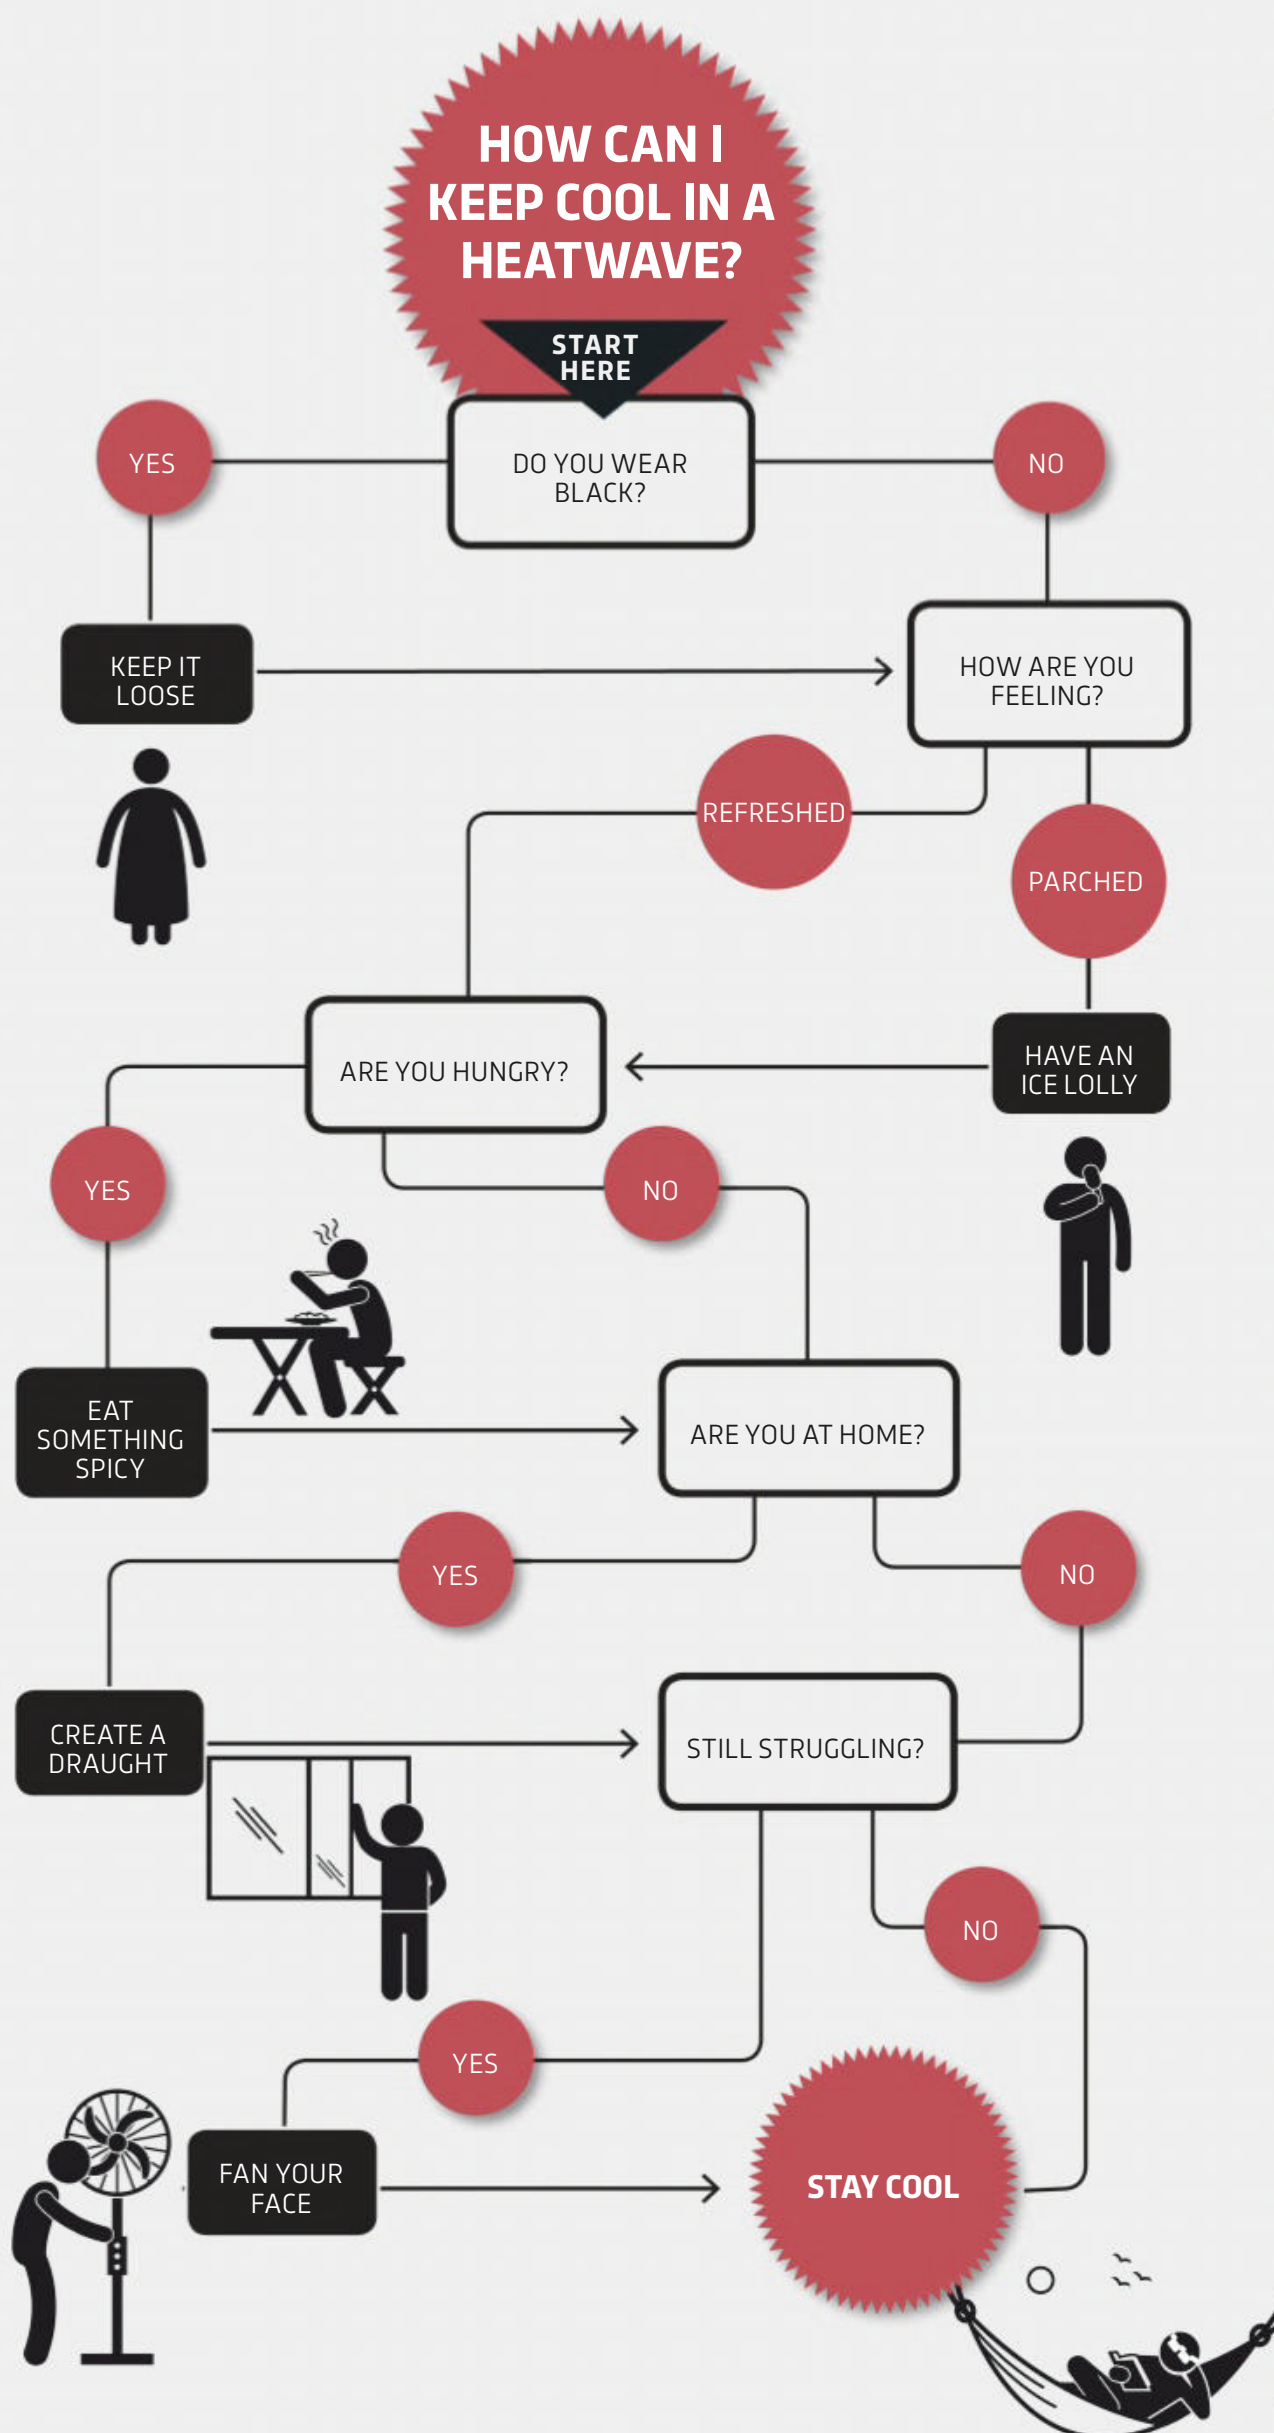 HOW CAN I
KEEP COOL IN A
HEATWAVE?
START
HERE
YES
DO YOU WEAR
BLACK?
NO
KEEP IT
LOOSE
HOW ARE YOU
FEELING?
REFRESHED
PARCHED
ARE YOU HUNGRY?
HAVE AN
ICE LOLLY
YES
NO
EAT
SOMETHING
SPICY
ARE YOU AT HOME?
YES
NO
CREATE A
DRAUGHT
STILL STRUGGLING?
NO
YES
FAN YOUR
FACE
STAY COOL